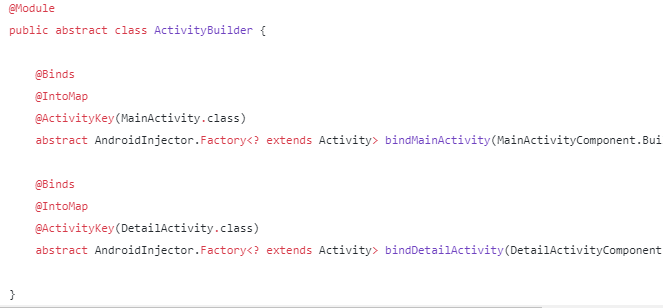 @Module
public abstract class ActivityBuilder {
@Binds
@IntoMap
@ActivityKey(MainActivity.class)
abstract AndroidInjector.Factory<? extends Activity> bindMainActivity(MainActivityComponent.Bui
@Binds
@IntoMap
@ActivityKey(DetailActivity.class)
abstract AndroidInjector.Factory<? extends Activity> bindDetailActivity(DetailActivityComponent
}